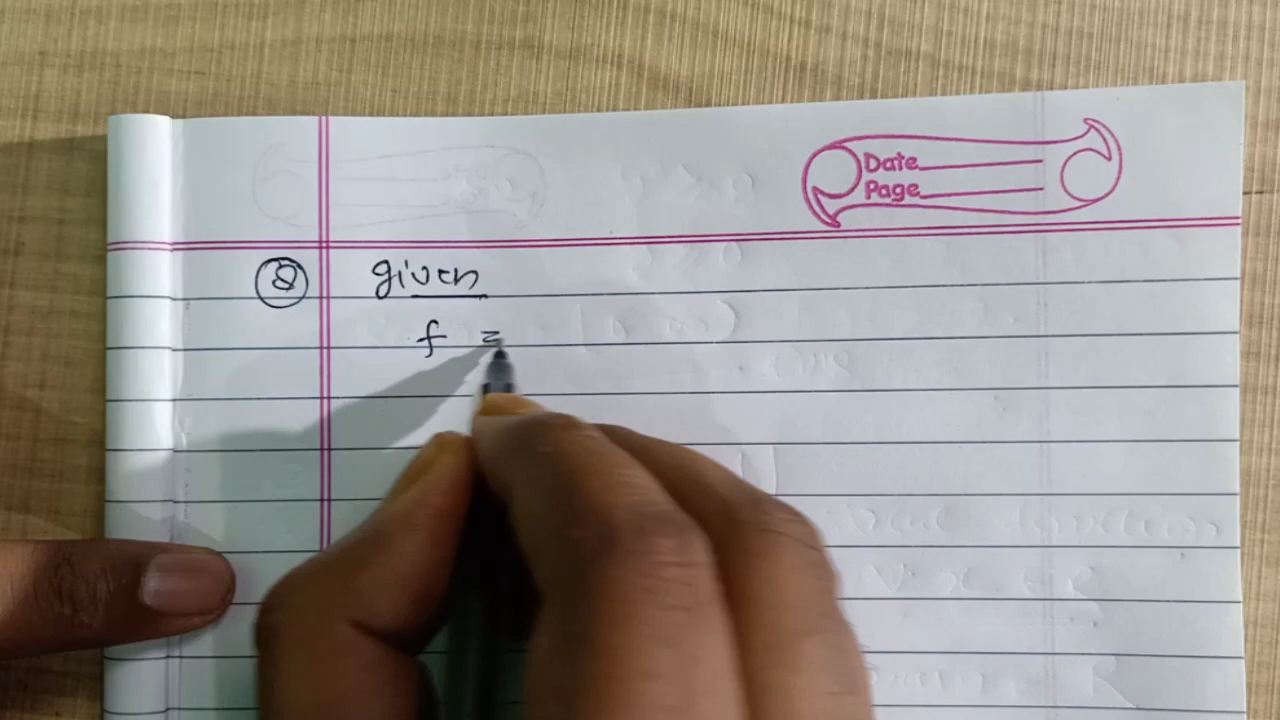 Date
Page
⑧ given
f =